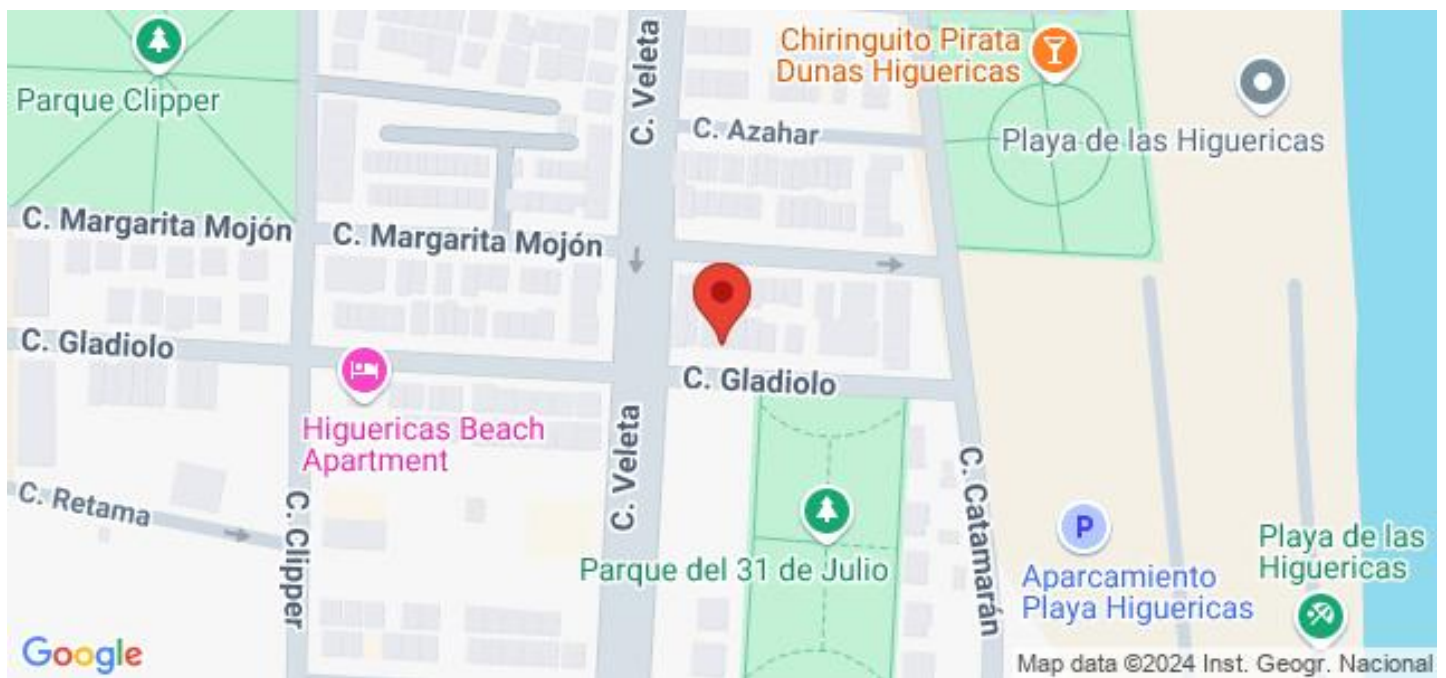 Parque Clipper
C. Veleta
Chiringuito Pirata
Dunas Higuericas
C. Azahar
Playa de las Higuericas
C. Margarita Mojón
C. Margarita Mojón
C. Gladiolo
C. Gladiolo
Higuericas Beach
Apartment
C. Veleta
C. Retama
C. Clipper
C. Catamarán
Parque del 31 de Julio
P
Aparcamiento
Playa Higuericas
Playa de las
Higuericas
Google
Map data ©2024 Inst. Geogr. Nacional